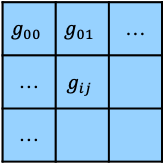 g₀₀ g₀₁ ...
... gᵢⱼ
...